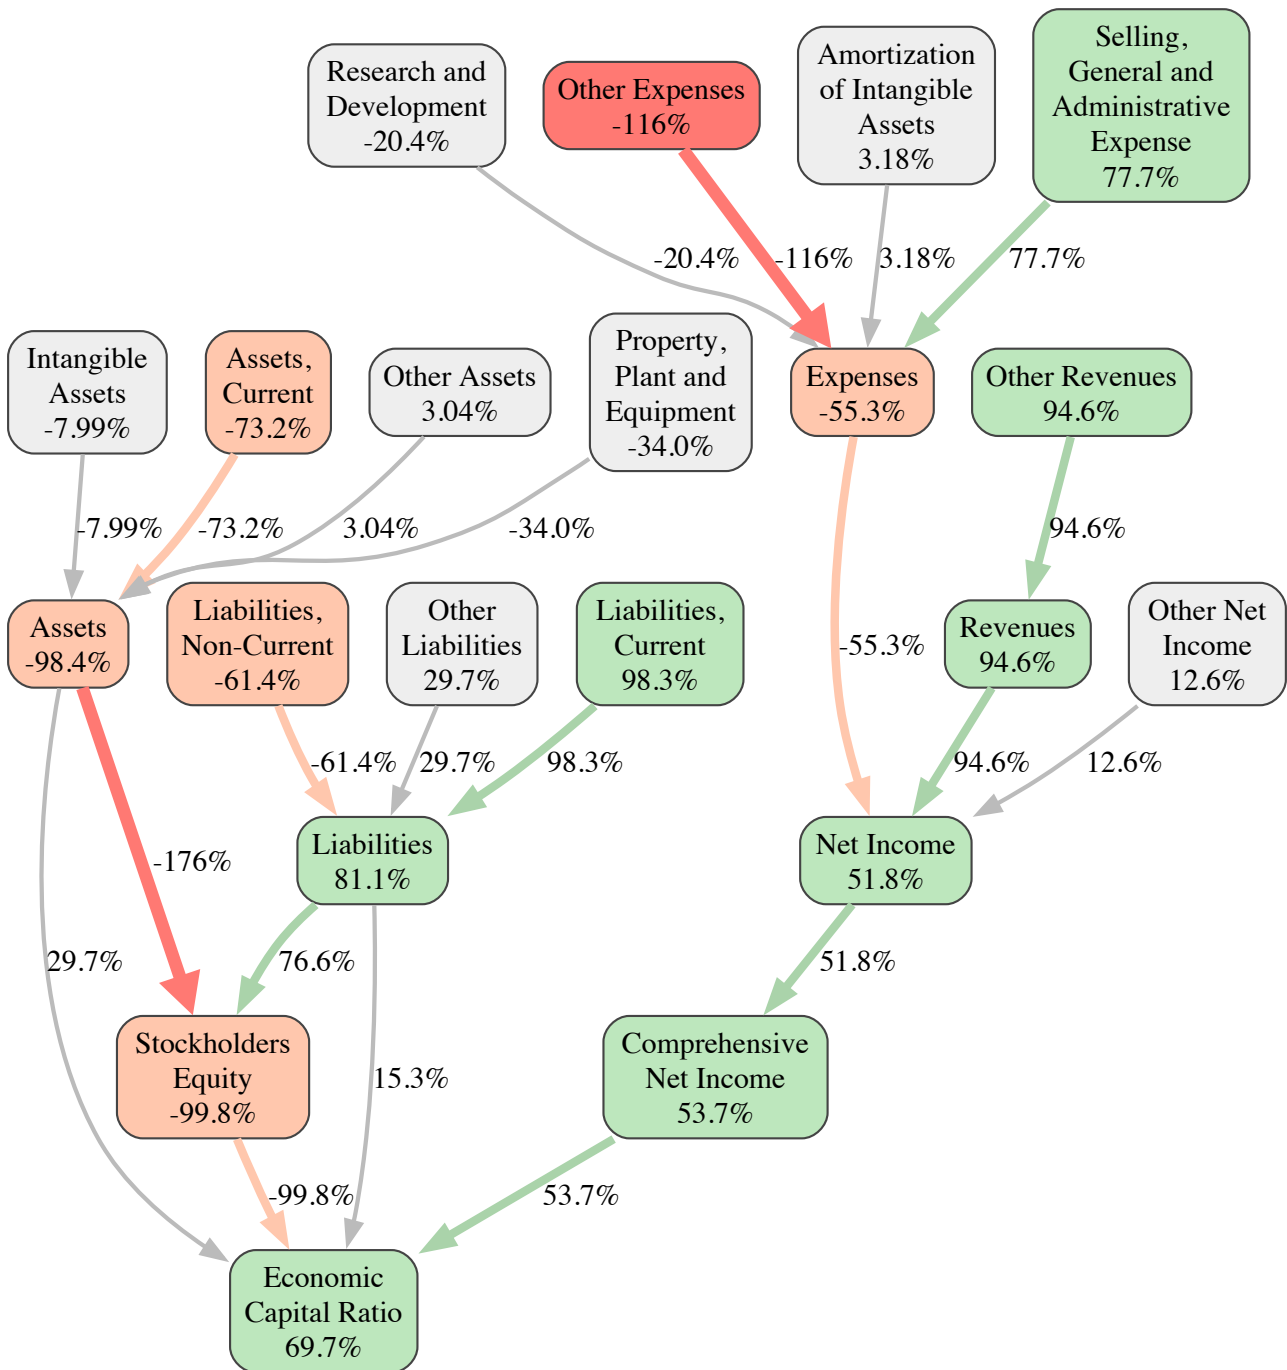 Research and
Development
-20.4%
Other Expenses
-116%
Amortization
of Intangible
Assets
3.18%
Selling,
General and
Administrative
Expense
77.7%
-20.4%
-116%
3.18%
77.7%
Intangible
Assets
-7.99%
Assets,
Current
-73.2%
Other Assets
3.04%
Property,
Plant and
Equipment
-34.0%
Expenses
-55.3%
Other Revenues
94.6%
-7.99%
-73.2%
3.04%
-34.0%
94.6%
Assets
-98.4%
Liabilities,
Non-Current
-61.4%
Other
Liabilities
29.7%
Liabilities,
Current
98.3%
-55.3%
Revenues
94.6%
Other Net
Income
12.6%
-61.4%
29.7%
98.3%
94.6%
12.6%
-176%
Liabilities
81.1%
Net Income
51.8%
29.7%
76.6%
51.8%
Stockholders
Equity
-99.8%
15.3%
Comprehensive
Net Income
53.7%
-99.8%
53.7%
Economic
Capital Ratio
69.7%